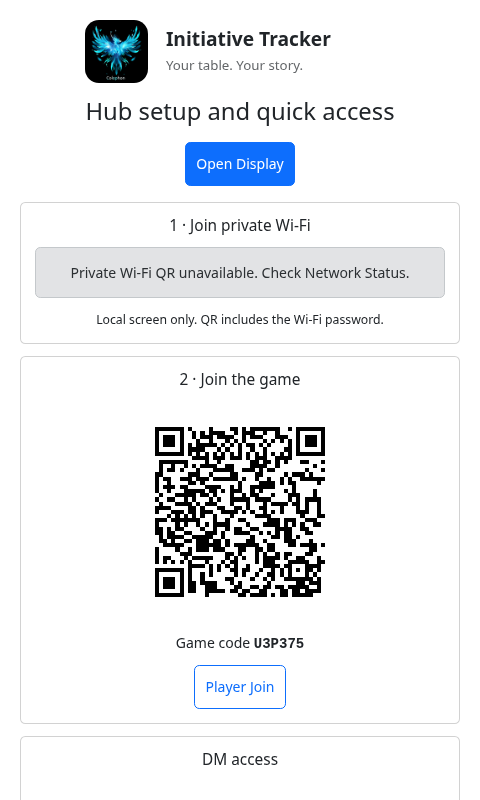 Calyphon
Initiative Tracker
Your table. Your story.
Hub setup and quick access
Open Display
1 · Join private Wi-Fi
Private Wi-Fi QR unavailable. Check Network Status.
Local screen only. QR includes the Wi-Fi password.
2 · Join the game
Game code U3P375
Player Join
DM access